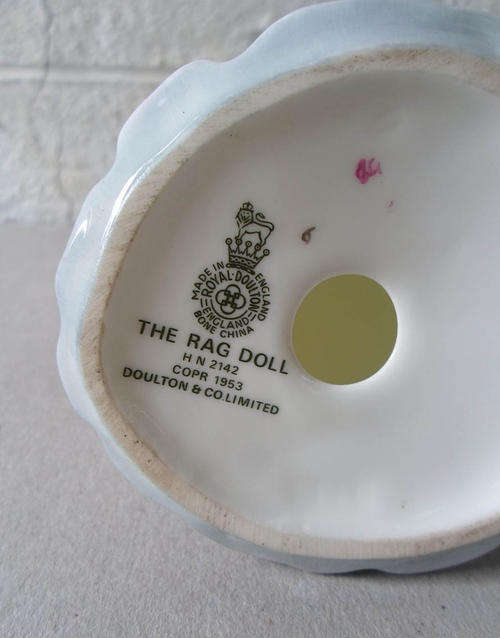 MADE IN ENGLAND
ROYAL·DOULTON
ENGLAND
BONE CHINA
THE RAG DOLL
H N 2142
COPR 1953
DOULTON & CO.LIMITED